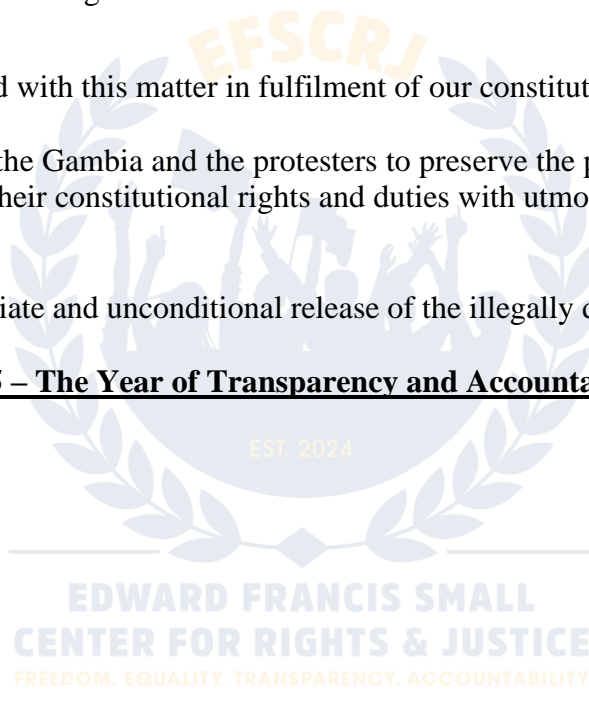 EFSCRJ
d with this matter in fulfilment of our constitut
the Gambia and the protesters to preserve the p
heir constitutional rights and duties with utmo
iate and unconditional release of the illegally d
– The Year of Transparency and Accounta
EST. 2024
EDWARD FRANCIS SMALL
CENTER FOR RIGHTS & JUSTICE
FREEDOM. EQUALITY. TRANSPARENCY. ACCOUNTABILITY